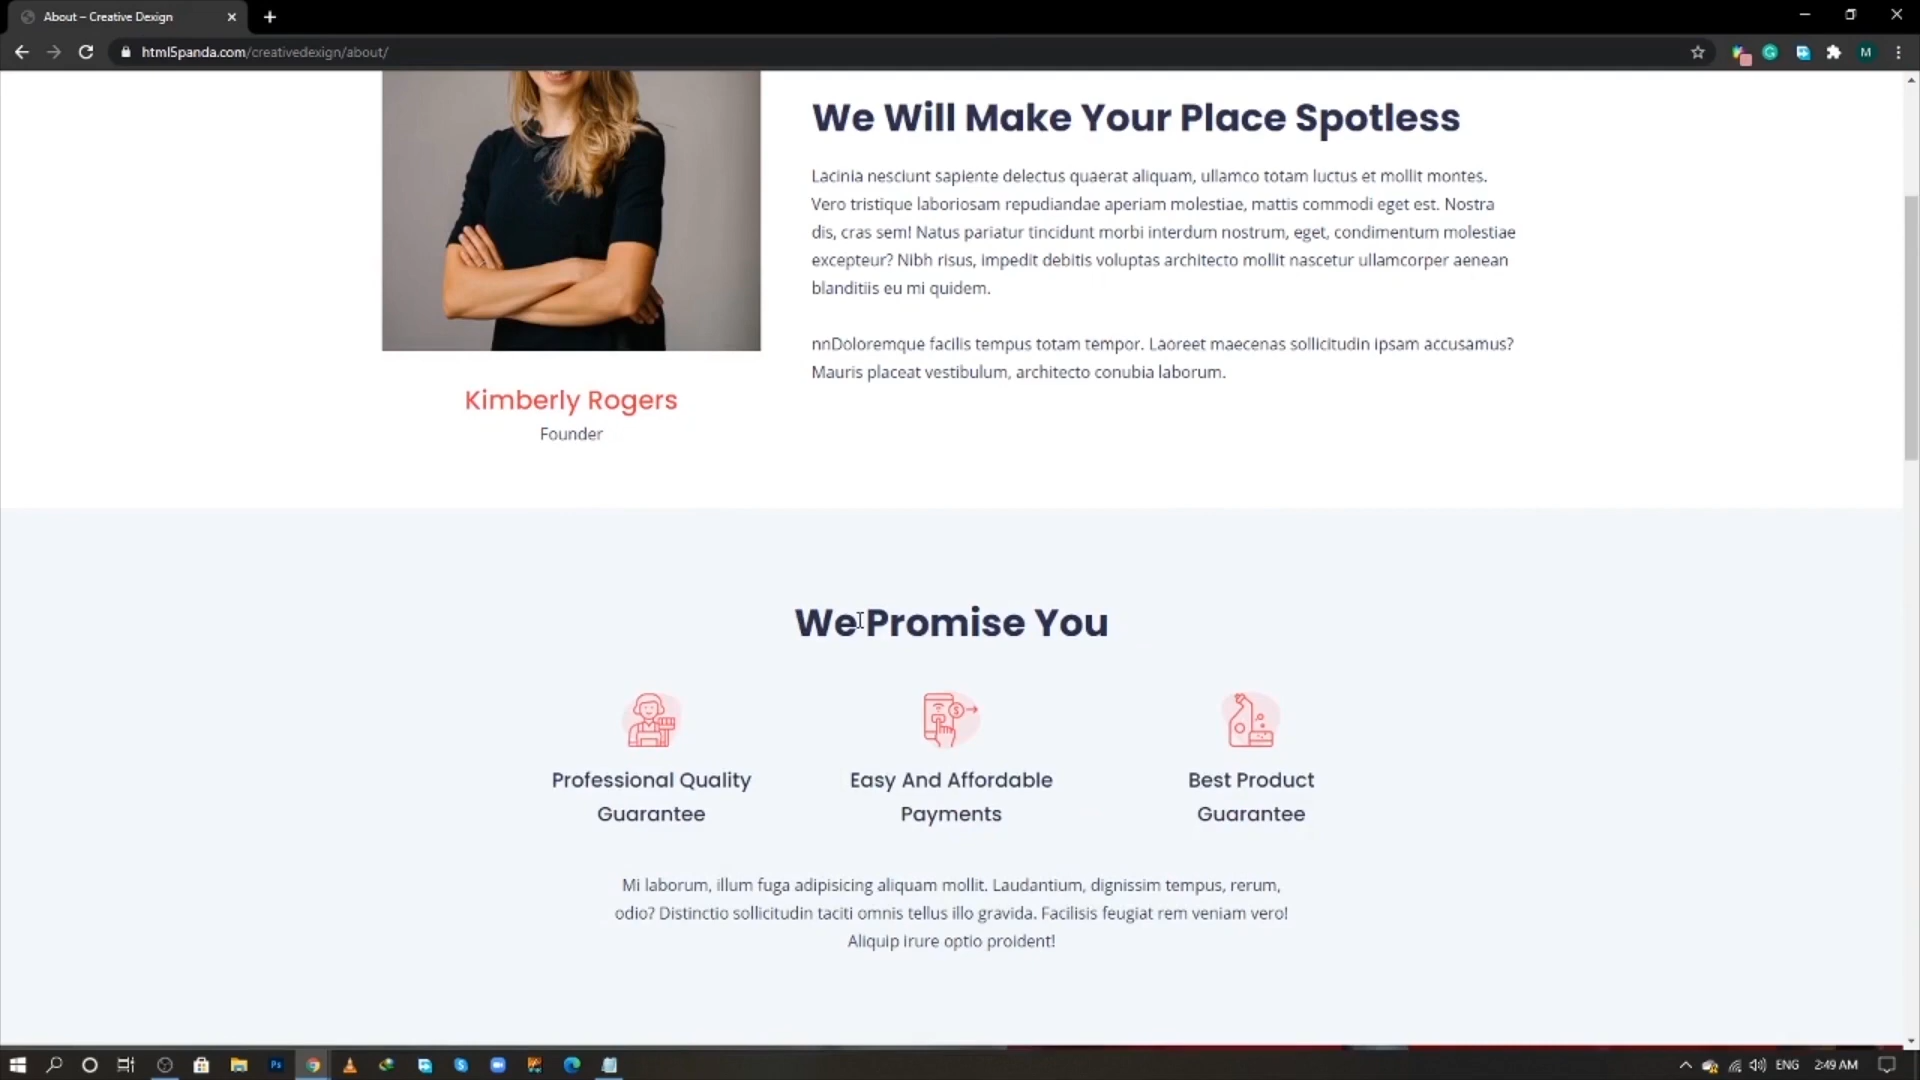 About – Creative Dexign
html5panda.com/creativedexign/about/
M
We Will Make Your Place Spotless
Lacinia nesciunt sapiente delectus quaerat aliquam, ullamco totam luctus et mollit montes.
Vero tristique laboriosam repudiandae aperiam molestiae, mattis commodi eget est. Nostra
dis, cras sem! Natus pariatur tincidunt morbi interdum nostrum, eget, condimentum molestiae
excepteur? Nibh risus, impedit debitis voluptas architecto mollit nascetur ullamcorper aenean
blanditiis eu mi quidem.
nnDoloremque facilis tempus totam tempor. Laoreet maecenas sollicitudin ipsam accusamus?
Mauris placeat vestibulum, architecto conubia laborum.
Kimberly Rogers
Founder
We Promise You
Professional Quality
Guarantee
Easy And Affordable
Payments
Best Product
Guarantee
Mi laborum, illum fuga adipisicing aliquam mollit. Laudantium, dignissim tempus, rerum,
odio? Distinctio sollicitudin taciti omnis tellus illo gravida. Facilisis feugiat rem veniam vero!
Aliquip irure optio proident!
Ps
ENG
2:49 AM